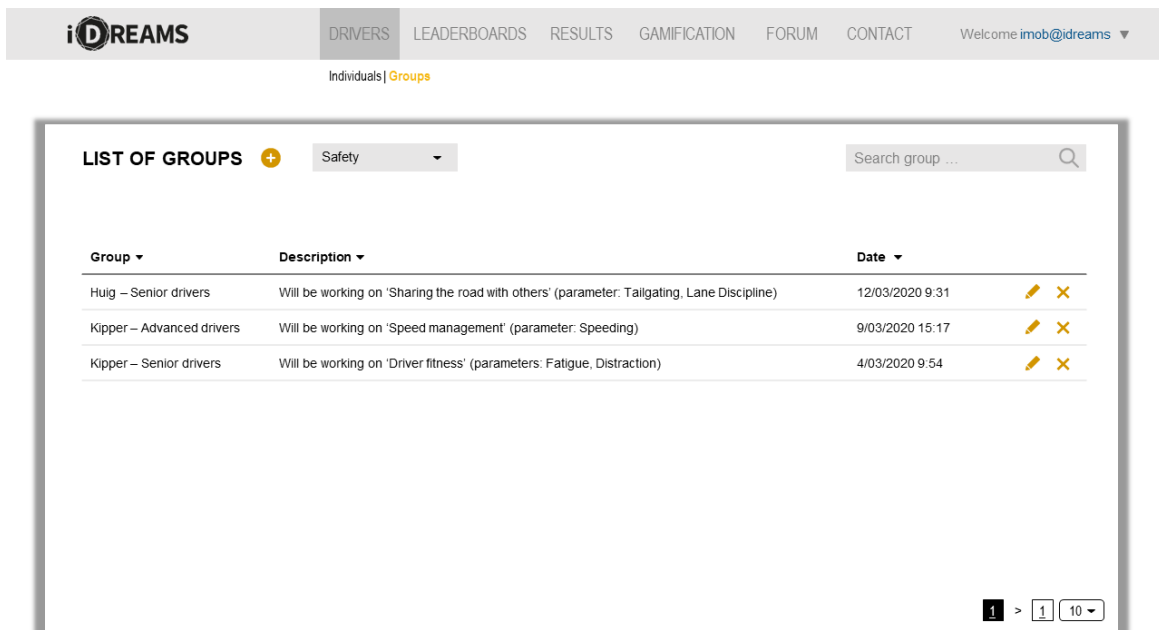 iDREAMS
DRIVERS LEADERBOARDS RESULTS GAMIFICATION FORUM CONTACT Welcome imob@idreams
Individuals | Groups
LIST OF GROUPS Safety Search group …
Group Description Date
Huig – Senior drivers Will be working on ‘Sharing the road with others’ (parameter: Tailgating, Lane Discipline) 12/03/2020 9:31
Kipper – Advanced drivers Will be working on ‘Speed management’ (parameter: Speeding) 9/03/2020 15:17
Kipper – Senior drivers Will be working on ‘Driver fitness’ (parameters: Fatigue, Distraction) 4/03/2020 9:54
1 > 1 10